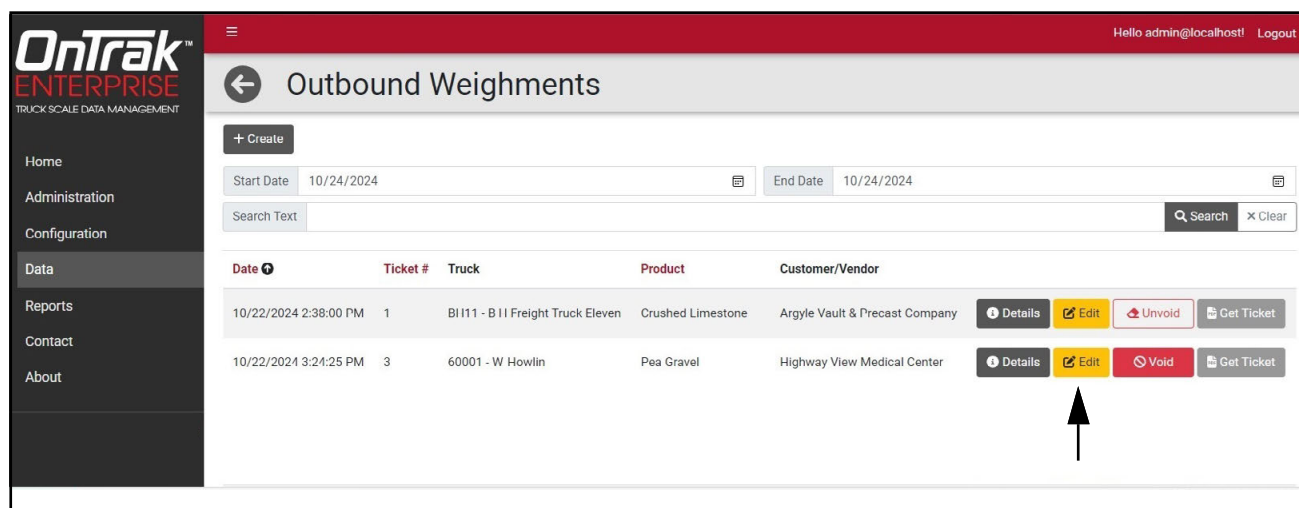 OnTrak™
ENTERPRISE
TRUCK SCALE DATA MANAGEMENT
Home
Administration
Configuration
Data
Reports
Contact
About
Hello admin@localhost! Logout
Outbound Weighments
+ Create
Start Date 10/24/2024 End Date 10/24/2024
Search Text Search × Clear
Date Ticket # Truck Product Customer/Vendor
10/22/2024 2:38:00 PM 1 BI I11 - B I I Freight Truck Eleven Crushed Limestone Argyle Vault & Precast Company Details Edit Unvoid Get Ticket
10/22/2024 3:24:25 PM 3 60001 - W Howlin Pea Gravel Highway View Medical Center Details Edit Void Get Ticket